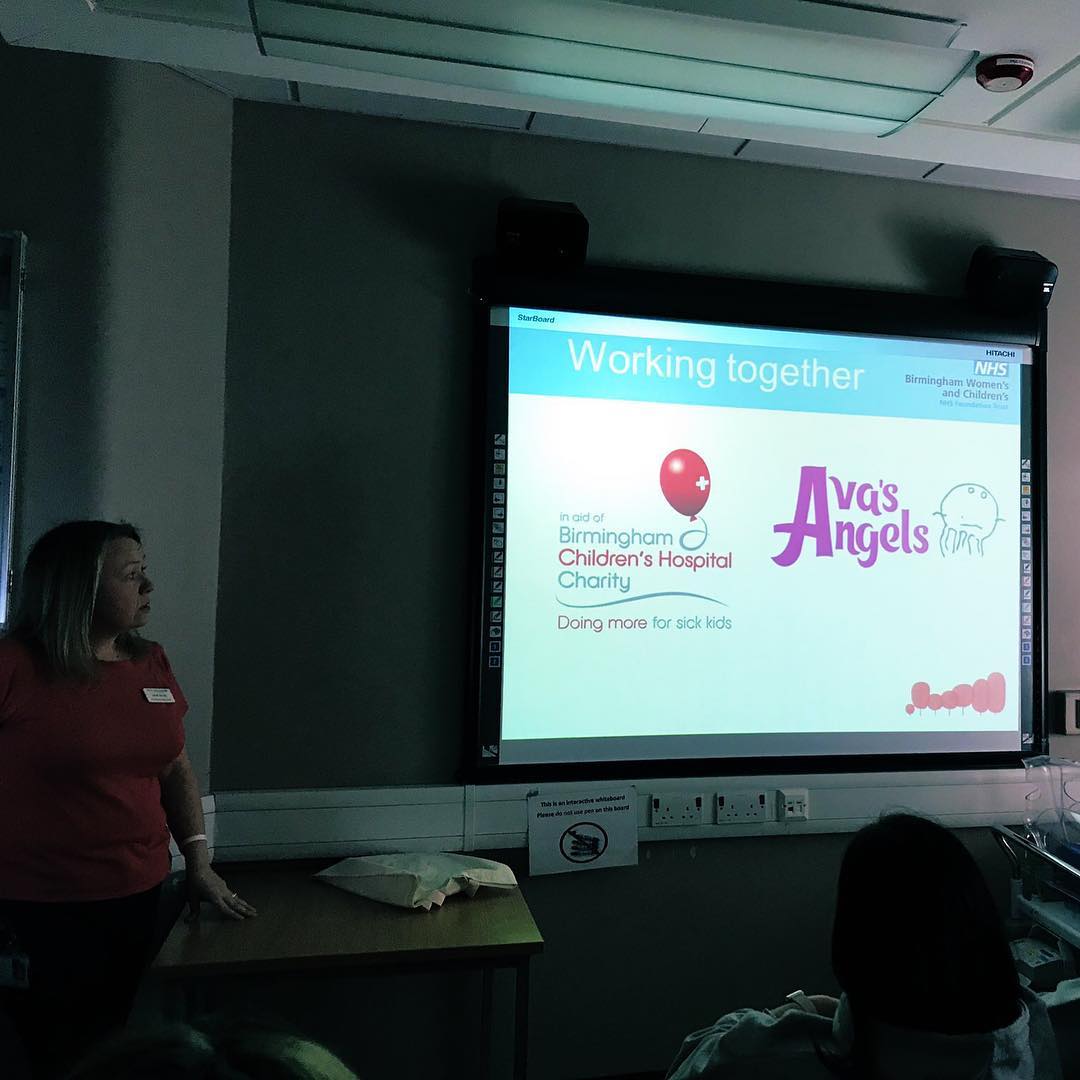 StarBoard
HITACHI
Working together
NHS
Birmingham Women's
and Children's
NHS Foundation Trust
in aid of
Birmingham
Children's Hospital
Charity
Doing more for sick kids
Ava's
Angels
This is an interactive whiteboard
Please do not use pen on this board